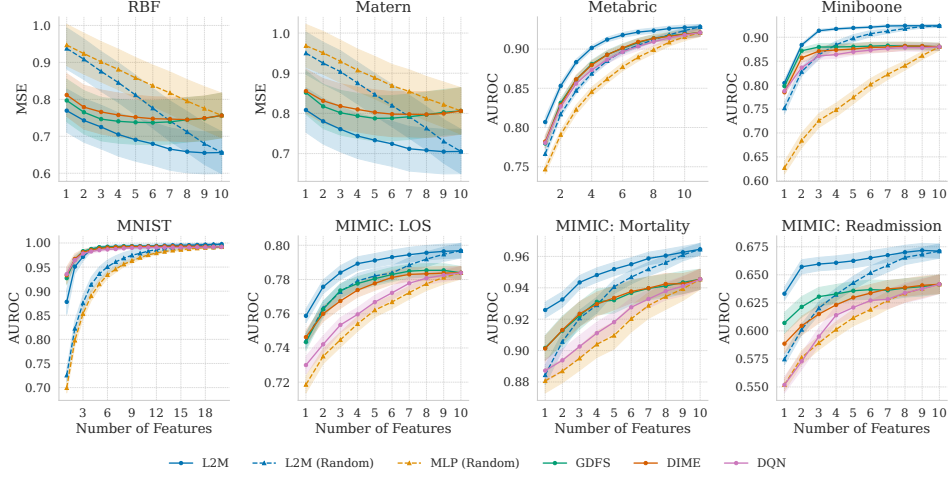 RBF
MSE
1.0
0.9
0.8
0.7
0.6
1 2 3 4 5 6 7 8 9 10
Matern
MSE
1.0
0.9
0.8
0.7
1 2 3 4 5 6 7 8 9 10
Metabric
AUROC
0.90
0.85
0.80
0.75
2 4 6 8 10
Miniboone
AUROC
0.95
0.90
0.85
0.80
0.75
0.70
0.65
0.60
1 2 3 4 5 6 7 8 9 10
MNIST
AUROC
1.00
0.95
0.90
0.85
0.80
0.75
0.70
3 6 9 12 15 18
Number of Features
MIMIC: LOS
AUROC
0.80
0.78
0.76
0.74
0.72
1 2 3 4 5 6 7 8 9 10
Number of Features
MIMIC: Mortality
AUROC
0.96
0.94
0.92
0.90
0.88
1 2 3 4 5 6 7 8 9 10
Number of Features
MIMIC: Readmission
AUROC
0.675
0.650
0.625
0.600
0.575
0.550
1 2 3 4 5 6 7 8 9 10
Number of Features
L2M L2M (Random) MLP (Random) GDFS DIME DQN